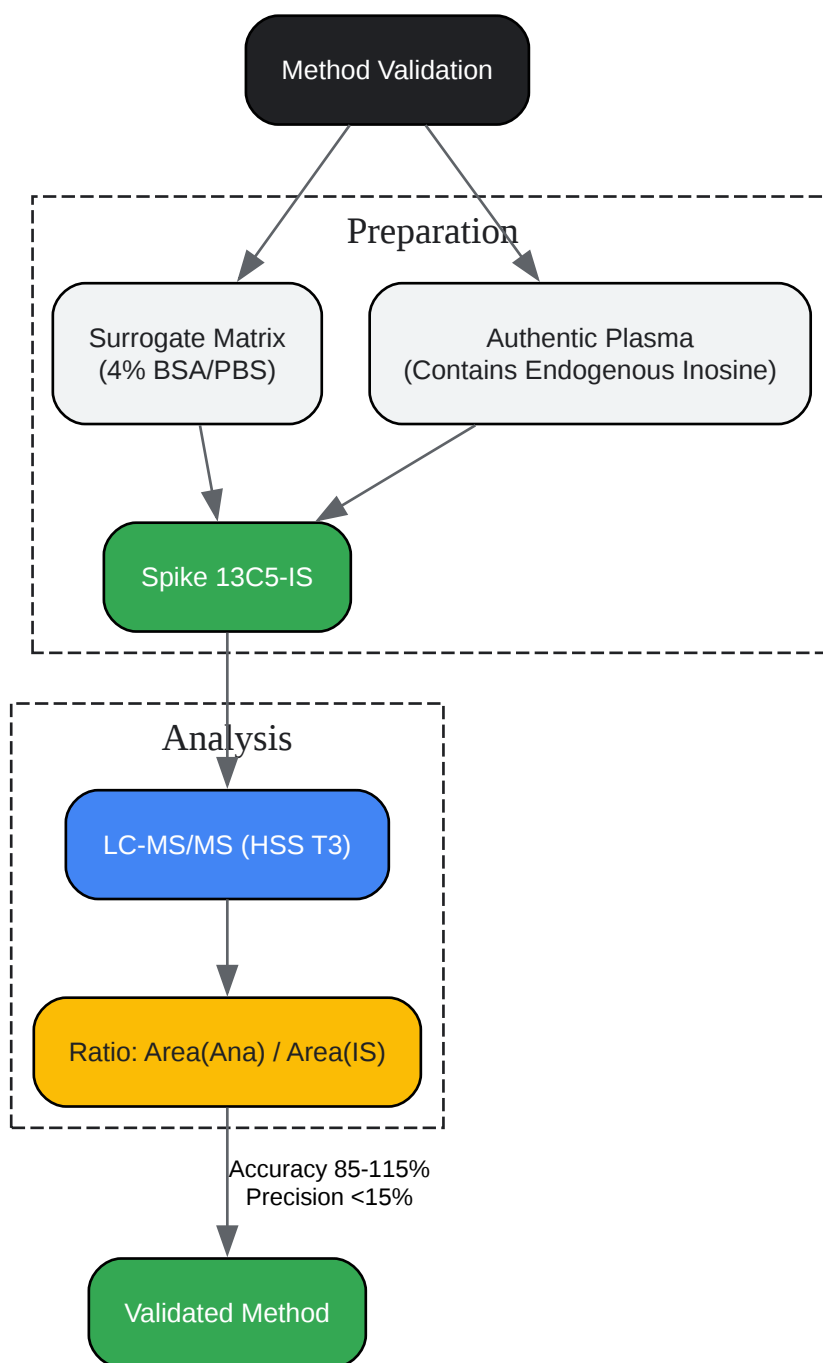 Method Validation
Preparation
Surrogate Matrix
(4% BSA/PBS)
Authentic Plasma
(Contains Endogenous Inosine)
Spike 13C5-IS
Analysis
LC-MS/MS (HSS T3)
Ratio: Area(Ana) / Area(IS)
Accuracy 85-115%
Precision <15%
Validated Method